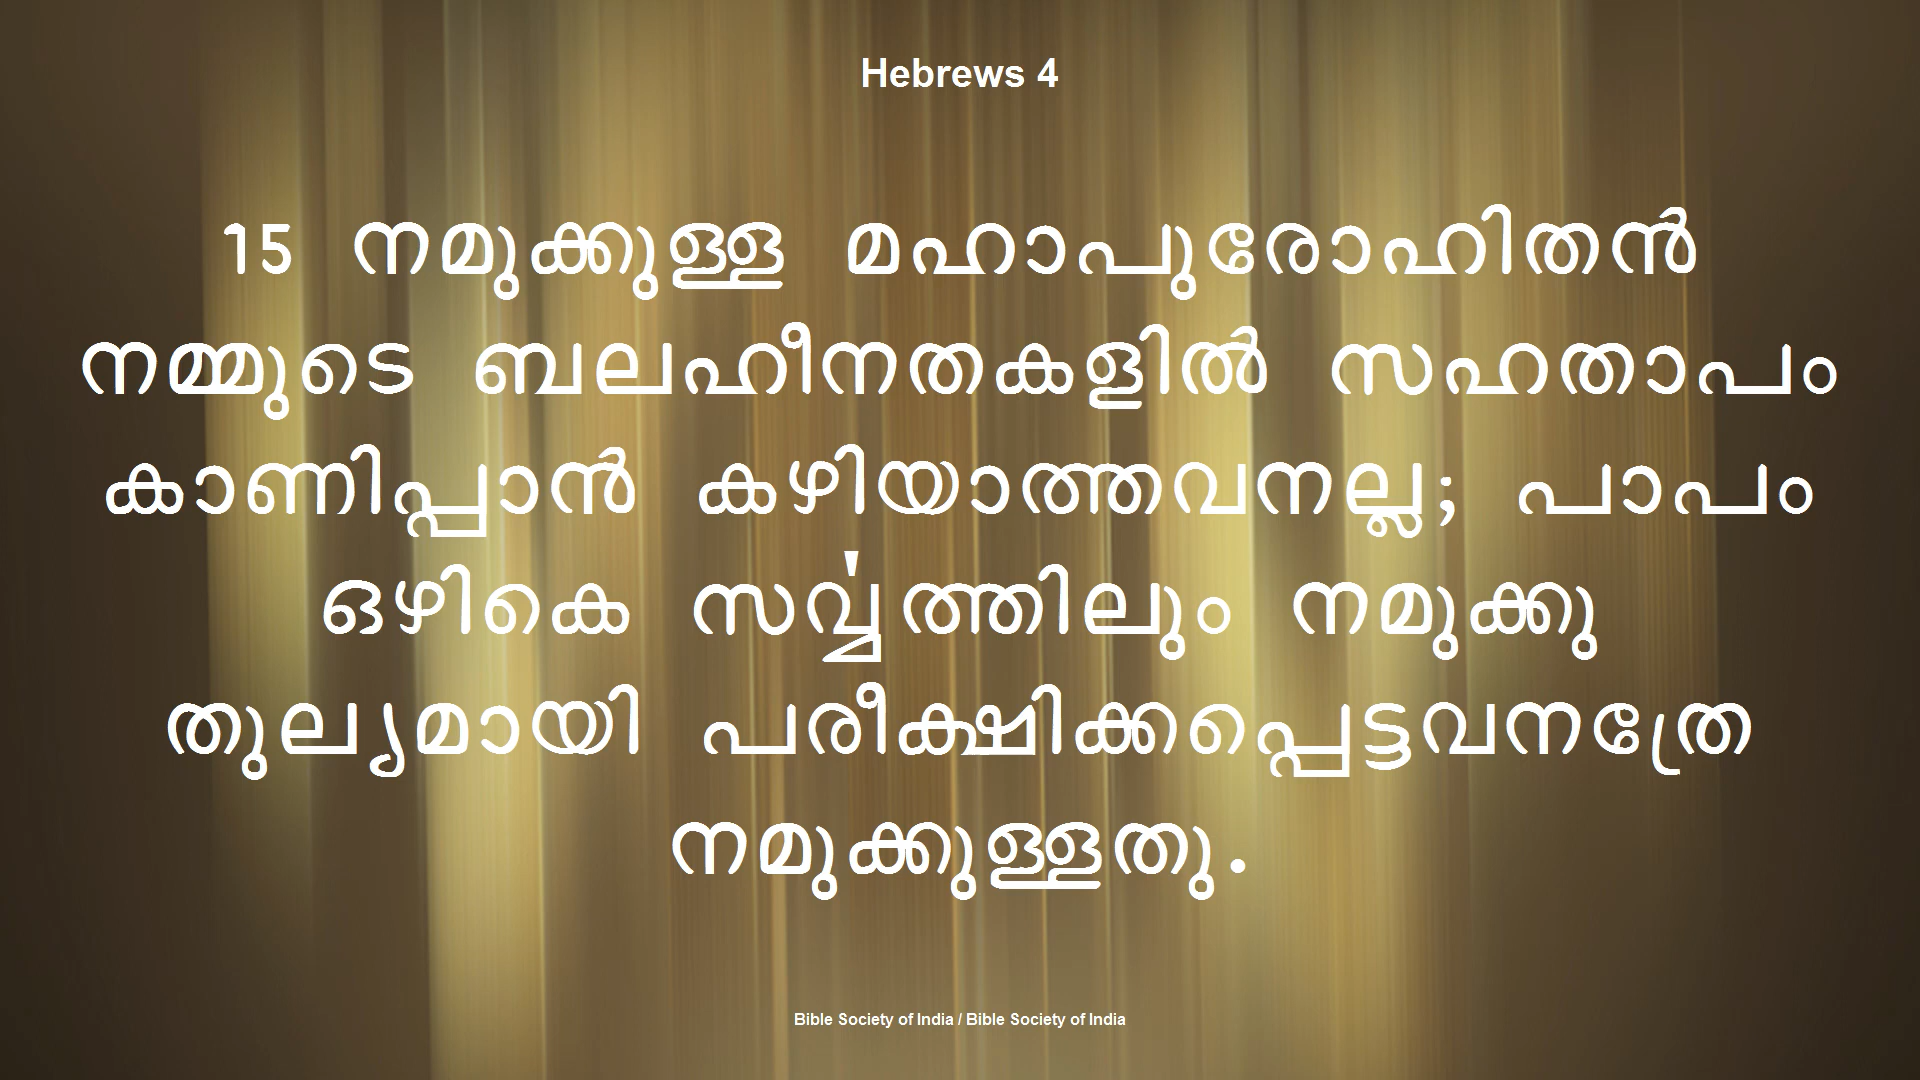 Hebrews 4
15 നമുക്കുള്ള മഹാപുരോഹിതൻ
നമ്മുടെ ബലഹീനതകളിൽ സഹതാപം
കാണിപ്പാൻ കഴിയാത്തവനല്ല; പാപം
ഒഴികെ സൎവ്വത്തിലും നമുക്കു
തുല്യമായി പരീക്ഷിക്കപ്പെട്ടവനത്രേ
നമുക്കുള്ളതു.
Bible Society of India / Bible Society of India